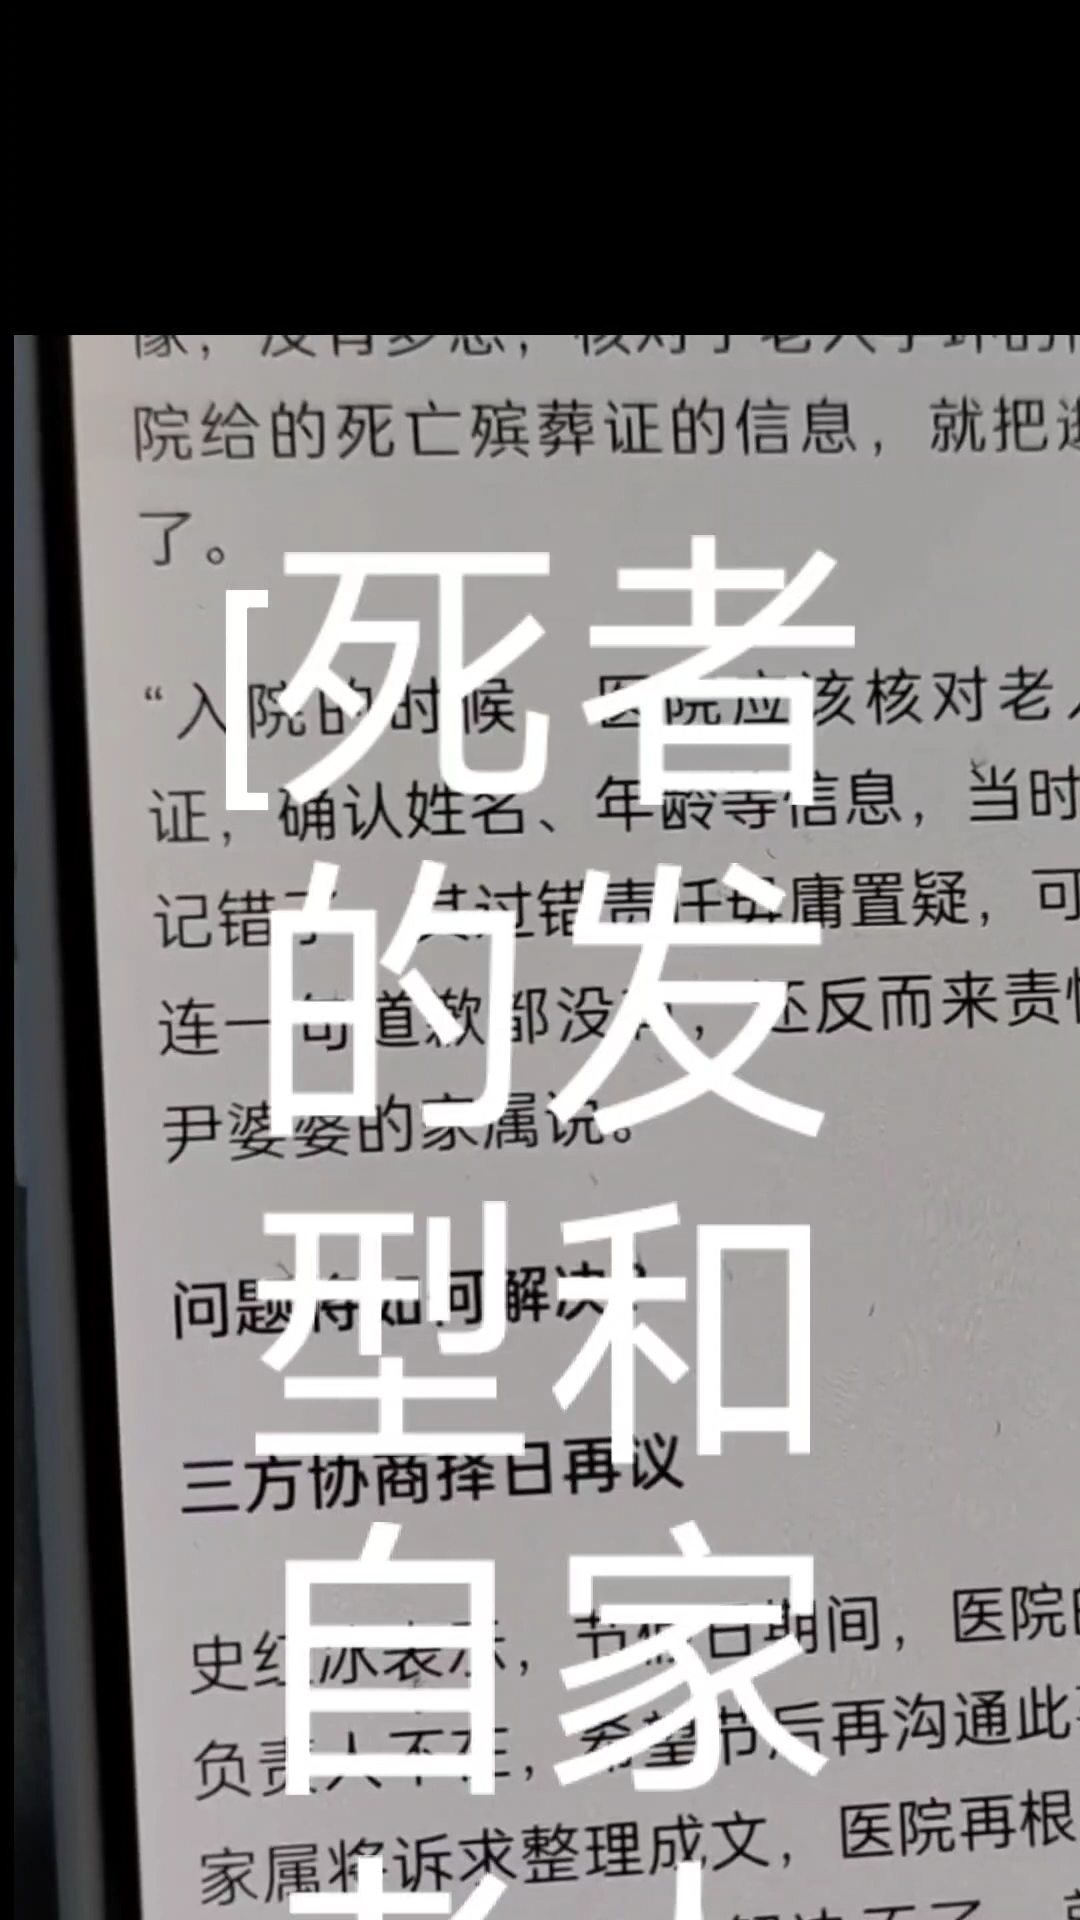 院给的死亡殡葬证的信息，就把
了。
[死者
的发
型和
自家
老人
“入院的时候 医院应该核对老
证，确认姓名、年龄等信息，当时
记错了 其过错责任毋庸置疑，可
连一句道歉都没有，还反而来责
尹婆婆的家属说。
问题将如何解决？
三方协商择日再议
史红冰表示，节假日期间，医院
负责人不在，希望节后再沟通此
家属将诉求整理成文，医院再根